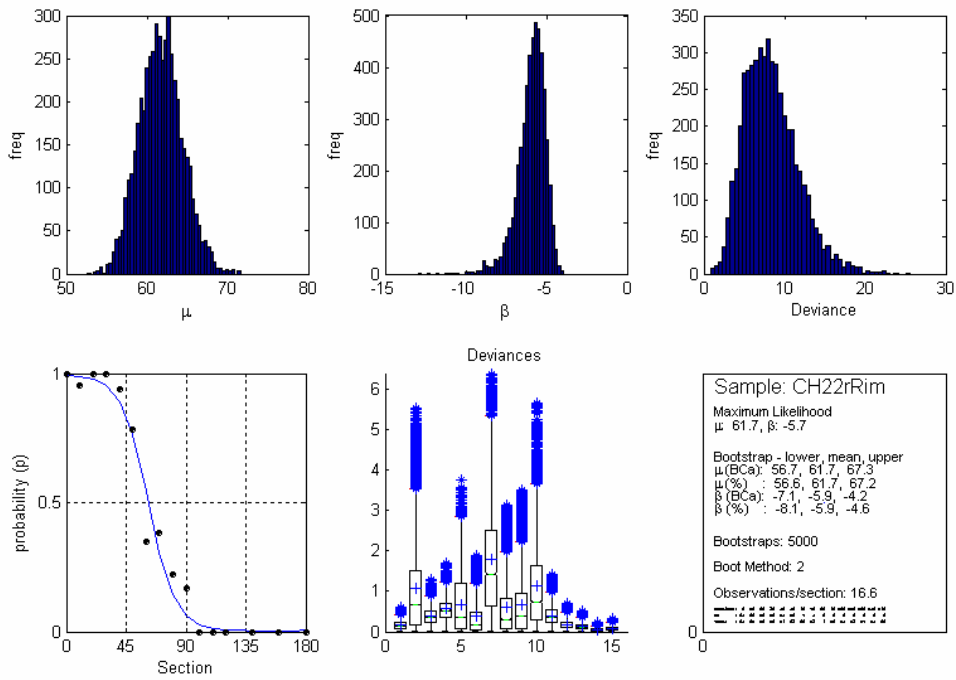 300
250
200
150
100
50
0
freq
50 60 70 80
μ
500
400
300
200
100
0
freq
-15 -10 -5 0
β
350
300
250
200
150
100
50
0
freq
0 10 20 30
Deviance
1
0.5
0
probability (p)
0 45 90 135 180
Section
Deviances
6
5
4
3
2
1
0
0 5 10 15
Sample: CH22rRim
Maximum Likelihood
μ: 61.7, β: -5.7
Bootstrap - lower, mean, upper
μ(BCa): 56.7, 61.7, 67.3
μ(%) : 56.6, 61.7, 67.2
β (BCa): -7.1, -5.9, -4.2
β (%) : -8.1, -5.9, -4.6
Bootstraps: 5000
Boot Method: 2
Observations/section: 16.6
0
0